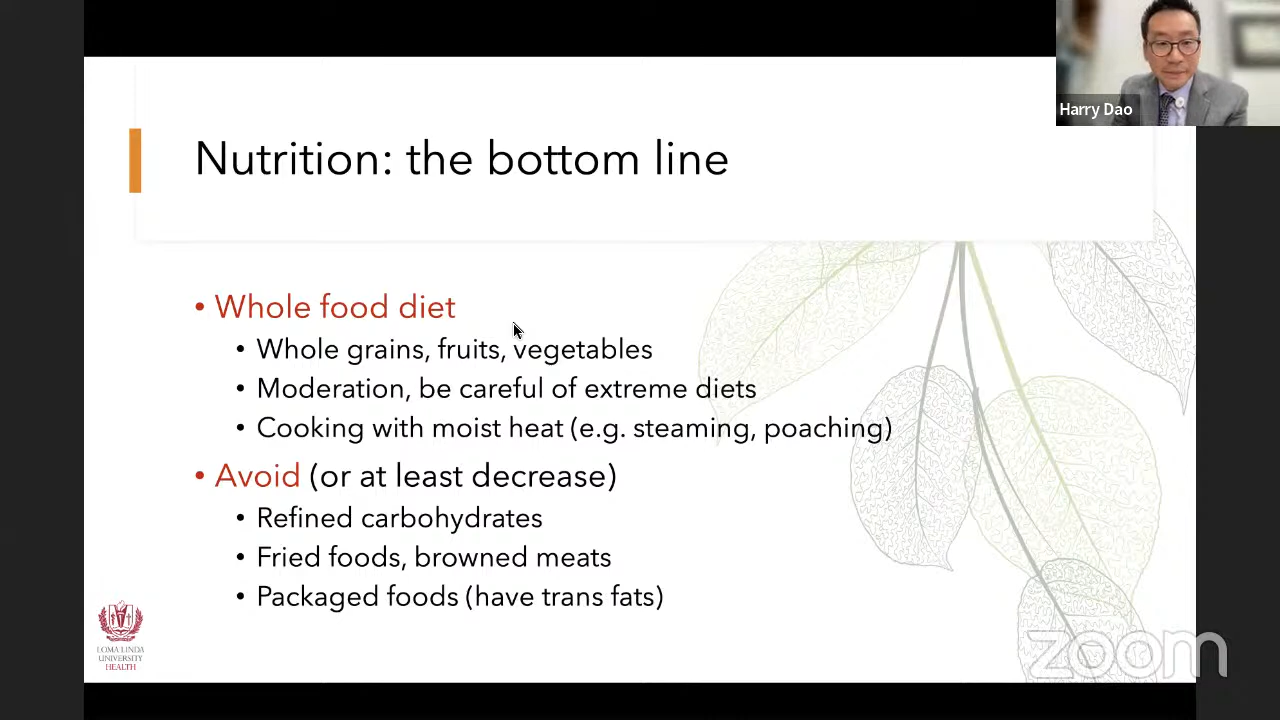 Harry Dao
Nutrition: the bottom line
• Whole food diet
• Whole grains, fruits, vegetables
• Moderation, be careful of extreme diets
• Cooking with moist heat (e.g. steaming, poaching)
• Avoid (or at least decrease)
• Refined carbohydrates
• Fried foods, browned meats
• Packaged foods (have trans fats)
LOMA LINDA
UNIVERSITY
HEALTH
zoom